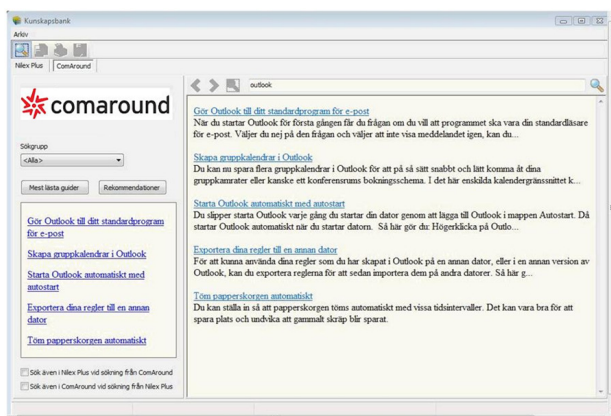 Kunskapsbank
Arkiv
Nilex Plus ComAround
outlook
comaround
Sökgrupp
<Alla>
Mest lästa guider Rekommendationer
Gör Outlook till ditt standardprogram
för e-post
Skapa gruppkalendrar i Outlook
Starta Outlook automatiskt med
autostart
Exportera dina regler till en annan
dator
Töm papperskorgen automatiskt
Sök även i Nilex Plus vid sökning från ComAround
Sök även i ComAround vid sökning från Nilex Plus
Gör Outlook till ditt standardprogram för e-post
När du startar Outlook för första gången får du frågan om du vill att programmet ska vara din standardläsare
för e-post. Väljer du nej på den frågan och väljer att inte visa meddelandet igen, kan du...
Skapa gruppkalendrar i Outlook
Du kan nu spara flera gruppkalendrar i Outlook för att på så sätt snabbt och lätt komma åt dina
gruppkamrater eller kanske ett konferensrums bokningsschema. I det här enskilda kalendergränssnittet k...
Starta Outlook automatiskt med autostart
Du slipper starta Outlook varje gång du startar din dator genom att lägga till Outlook i mappen Autostart. Då
startar Outlook automatiskt när du startar datorn. Så här gör du: Högerklicka på Outlo...
Exportera dina regler till en annan dator
För att kunna använda dina regler som du har skapat i Outlook på en annan dator, eller i en annan version av
Outlook, kan du exportera reglerna för att sedan importera dem på andra datorer. Så här g...
Töm papperskorgen automatiskt
Du kan ställa in så att papperskorgen töms automatiskt med vissa tidsintervaller. Det kan vara bra för att
spara plats och undvika att gammalt skräp blir sparat.